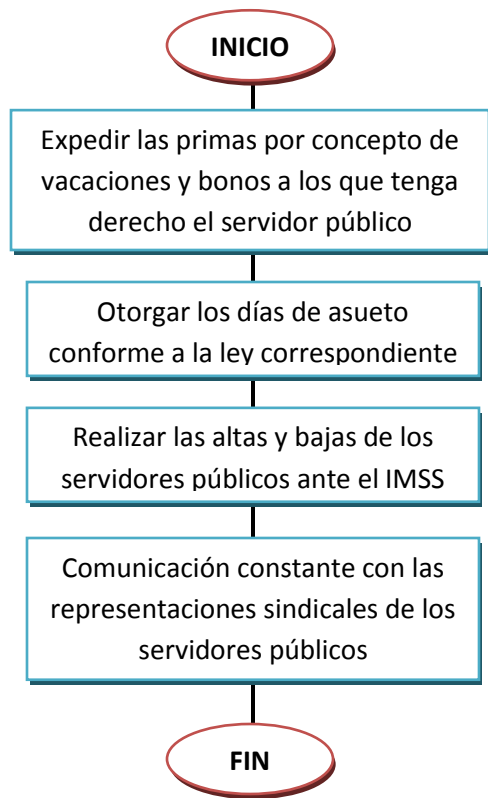 INICIO
Expedir las primas por concepto de
vacaciones y bonos a los que tenga
derecho el servidor público
Otorgar los días de asueto
conforme a la ley correspondiente
Realizar las altas y bajas de los
servidores públicos ante el IMSS
Comunicación constante con las
representaciones sindicales de los
servidores públicos
FIN